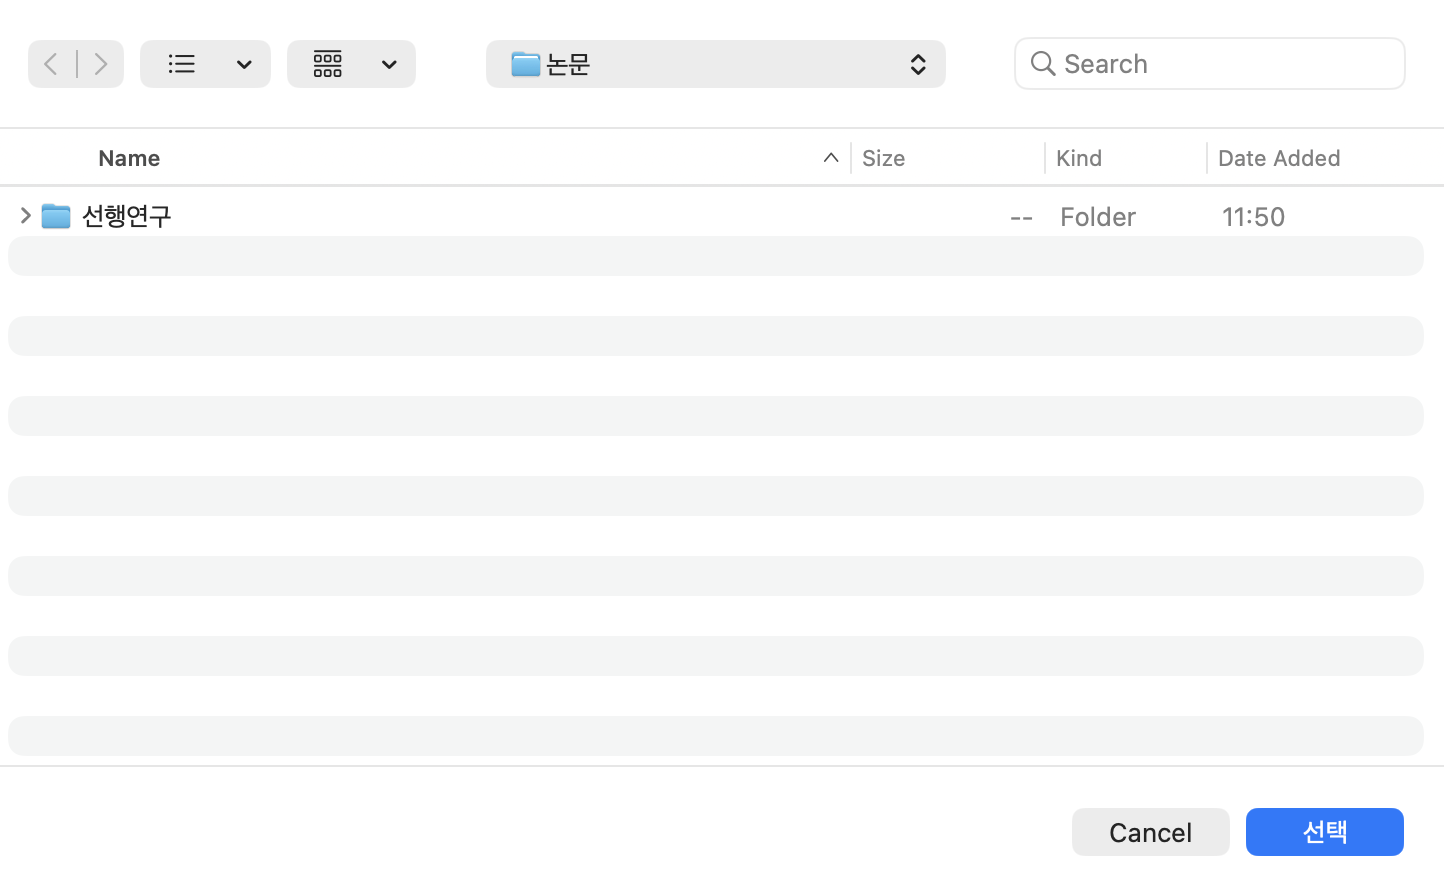 논문
Search
Name Size Kind Date Added
선행연구 -- Folder 11:50
Cancel 선택